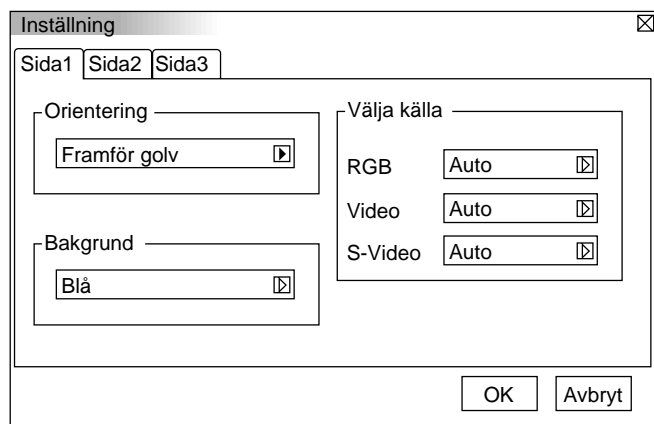 Inställning
Sida1 Sida2 Sida3
Orientering
Framför golv
Bakgrund
Blå
Välja källa
RGB Auto
Video Auto
S-Video Auto
OK Avbryt